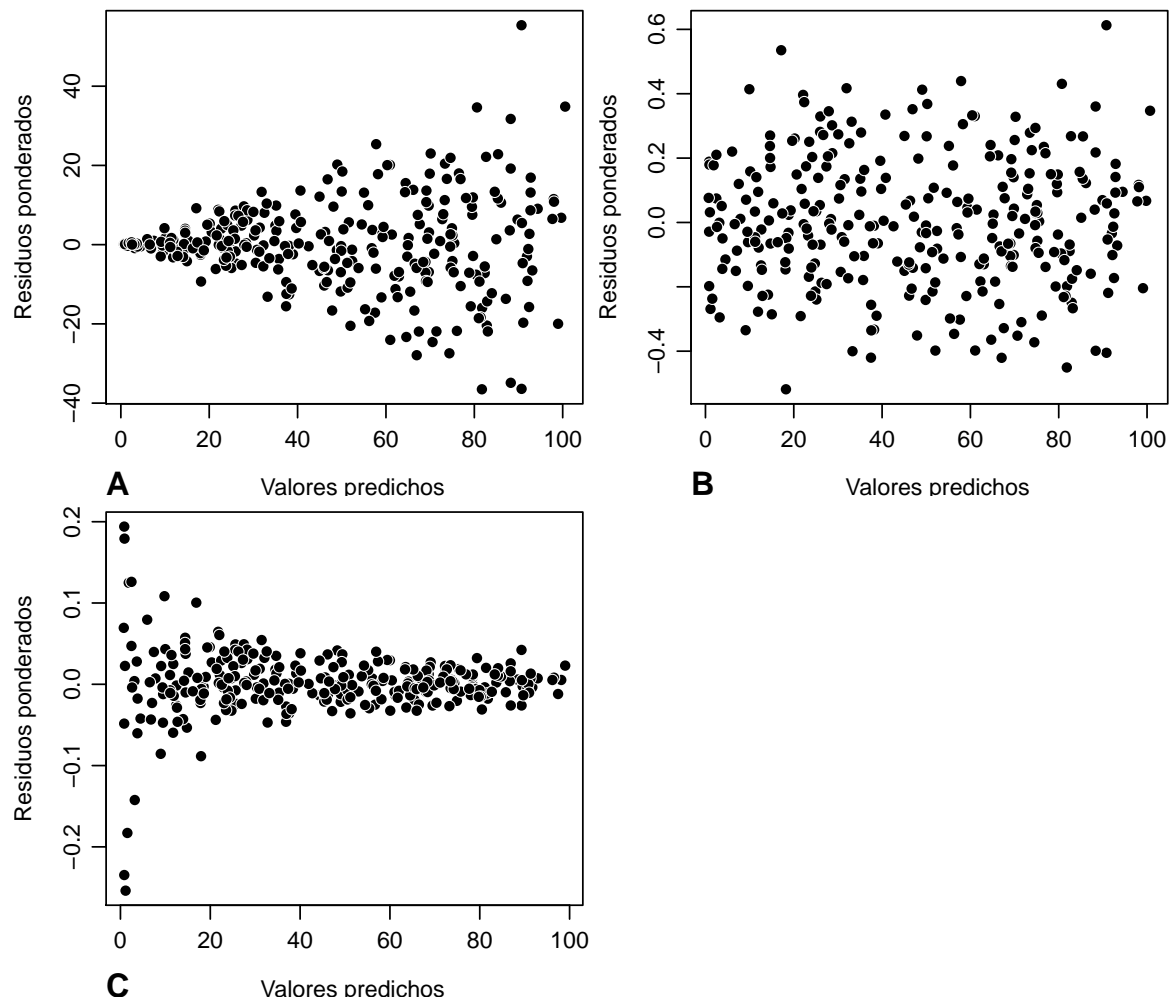 Residuos ponderados
40
20
0
−20
−40
0 20 40 60 80 100
A Valores predichos
Residuos ponderados
0.6
0.4
0.2
0.0
−0.4
0 20 40 60 80 100
B Valores predichos
Residuos ponderados
0.2
0.1
0.0
−0.1
−0.2
0 20 40 60 80 100
C Valores predichos